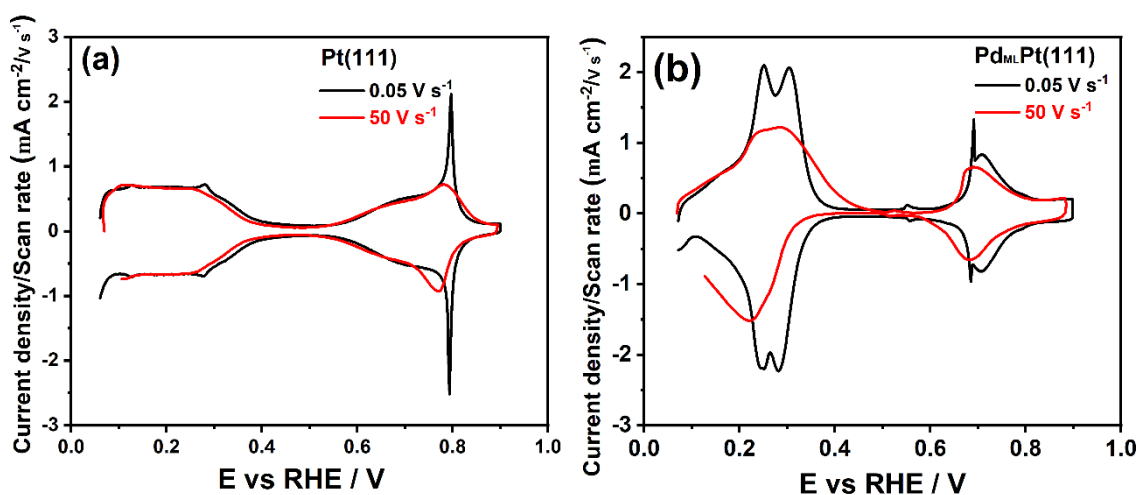 (a)
Pt(111)
0.05 V s⁻¹
50 V s⁻¹
Current density/Scan rate (mA cm⁻²/V s⁻¹)
3
2
1
0
-1
-2
-3
0.0 0.2 0.4 0.6 0.8 1.0
E vs RHE / V
(b)
PdMLPt(111)
0.05 V s⁻¹
50 V s⁻¹
Current density/Scan rate (mA cm⁻²/V s⁻¹)
2
1
0
-1
-2
-3
0.0 0.2 0.4 0.6 0.8 1.0
E vs RHE / V